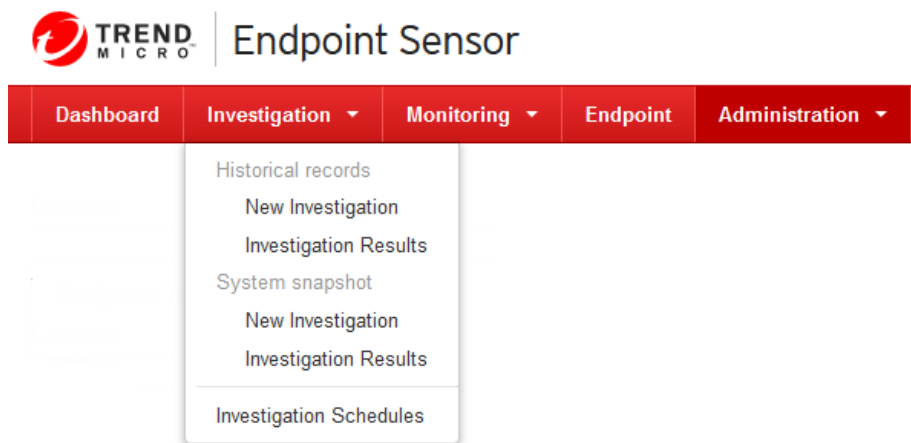 TREND MICRO™ Endpoint Sensor
Dashboard Investigation Monitoring Endpoint Administration
Historical records
New Investigation
Investigation Results
System snapshot
New Investigation
Investigation Results
Investigation Schedules